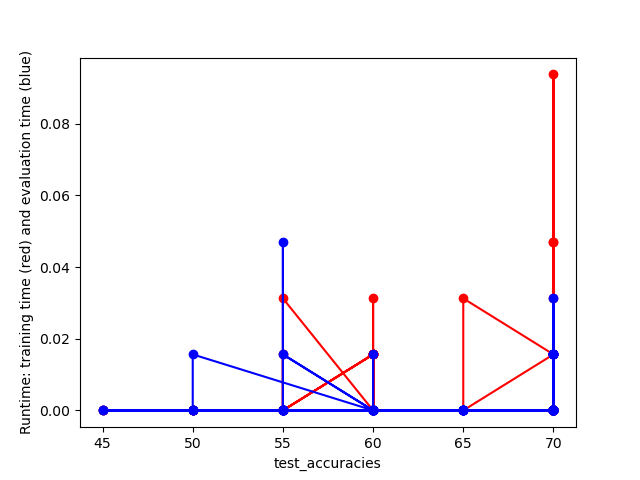 Runtime: training time (red) and evaluation time (blue)
0.08
0.06
0.04
0.02
0.00
45 50 55 60 65 70
test_accuracies